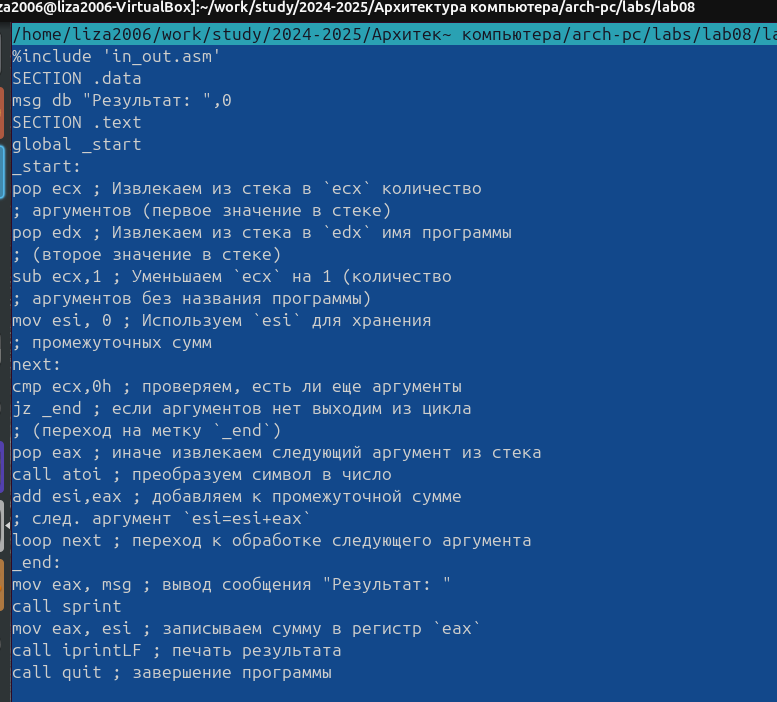 za2006@liza2006-VirtualBox]:~/work/study/2024-2025/Архитектура компьютера/arch-pc/labs/lab08
/home/liza2006/work/study/2024-2025/Архитек~ компьютера/arch-pc/labs/lab08/la
%include 'in_out.asm'
SECTION .data
msg db "Результат: ",0
SECTION .text
global _start
_start:
pop ecx ; Извлекаем из стека в `ecx` количество
; аргументов (первое значение в стеке)
pop edx ; Извлекаем из стека в `edx` имя программы
; (второе значение в стеке)
sub ecx,1 ; Уменьшаем `ecx` на 1 (количество
; аргументов без названия программы)
mov esi, 0 ; Используем `esi` для хранения
; промежуточных сумм
next:
cmp ecx,0h ; проверяем, есть ли еще аргументы
jz _end ; если аргументов нет выходим из цикла
; (переход на метку `_end`)
pop eax ; иначе извлекаем следующий аргумент из стека
call atoi ; преобразуем символ в число
add esi,eax ; добавляем к промежуточной сумме
; след. аргумент `esi=esi+eax`
loop next ; переход к обработке следующего аргумента
_end:
mov eax, msg ; вывод сообщения "Результат: "
call sprint
mov eax, esi ; записываем сумму в регистр `eax`
call iprintLF ; печать результата
call quit ; завершение программы